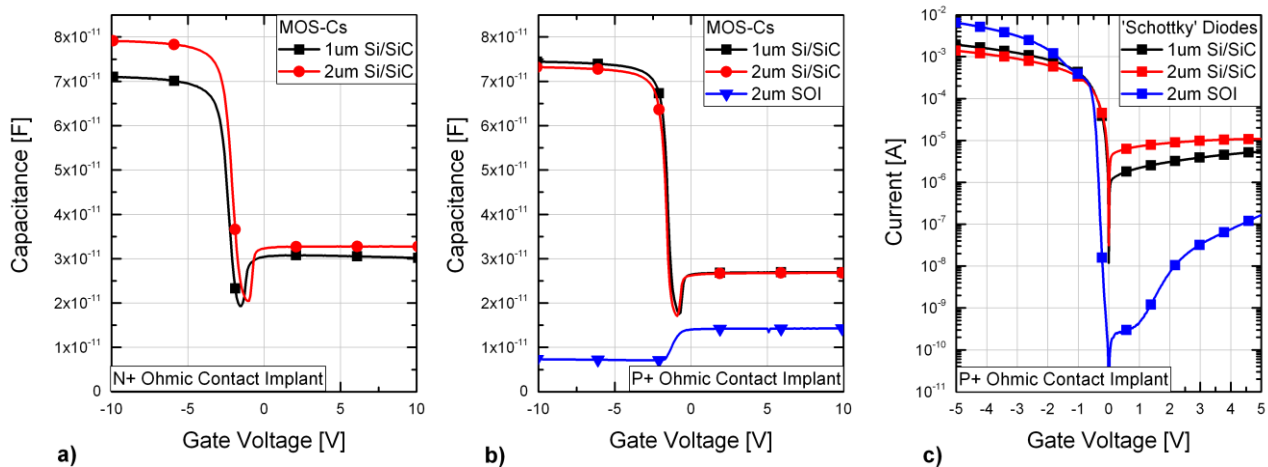 MOS-Cs
1um Si/SiC
2um Si/SiC
8x10⁻¹¹
7x10⁻¹¹
6x10⁻¹¹
5x10⁻¹¹
4x10⁻¹¹
3x10⁻¹¹
2x10⁻¹¹
1x10⁻¹¹
0
Capacitance [F]
N+ Ohmic Contact Implant
-10
-5
0
5
10
Gate Voltage [V]
a)
MOS-Cs
1um Si/SiC
2um Si/SiC
2um SOI
8x10⁻¹¹
7x10⁻¹¹
6x10⁻¹¹
5x10⁻¹¹
4x10⁻¹¹
3x10⁻¹¹
2x10⁻¹¹
1x10⁻¹¹
0
Capacitance [F]
P+ Ohmic Contact Implant
-10
-5
0
5
10
Gate Voltage [V]
b)
'Schottky' Diodes
1um Si/SiC
2um Si/SiC
2um SOI
10⁻²
10⁻³
10⁻⁴
10⁻⁵
10⁻⁶
10⁻⁷
10⁻⁸
10⁻⁹
10⁻¹⁰
10⁻¹¹
Current [A]
P+ Ohmic Contact Implant
-5
-4
-3
-2
-1
0
1
2
3
4
5
Gate Voltage [V]
c)